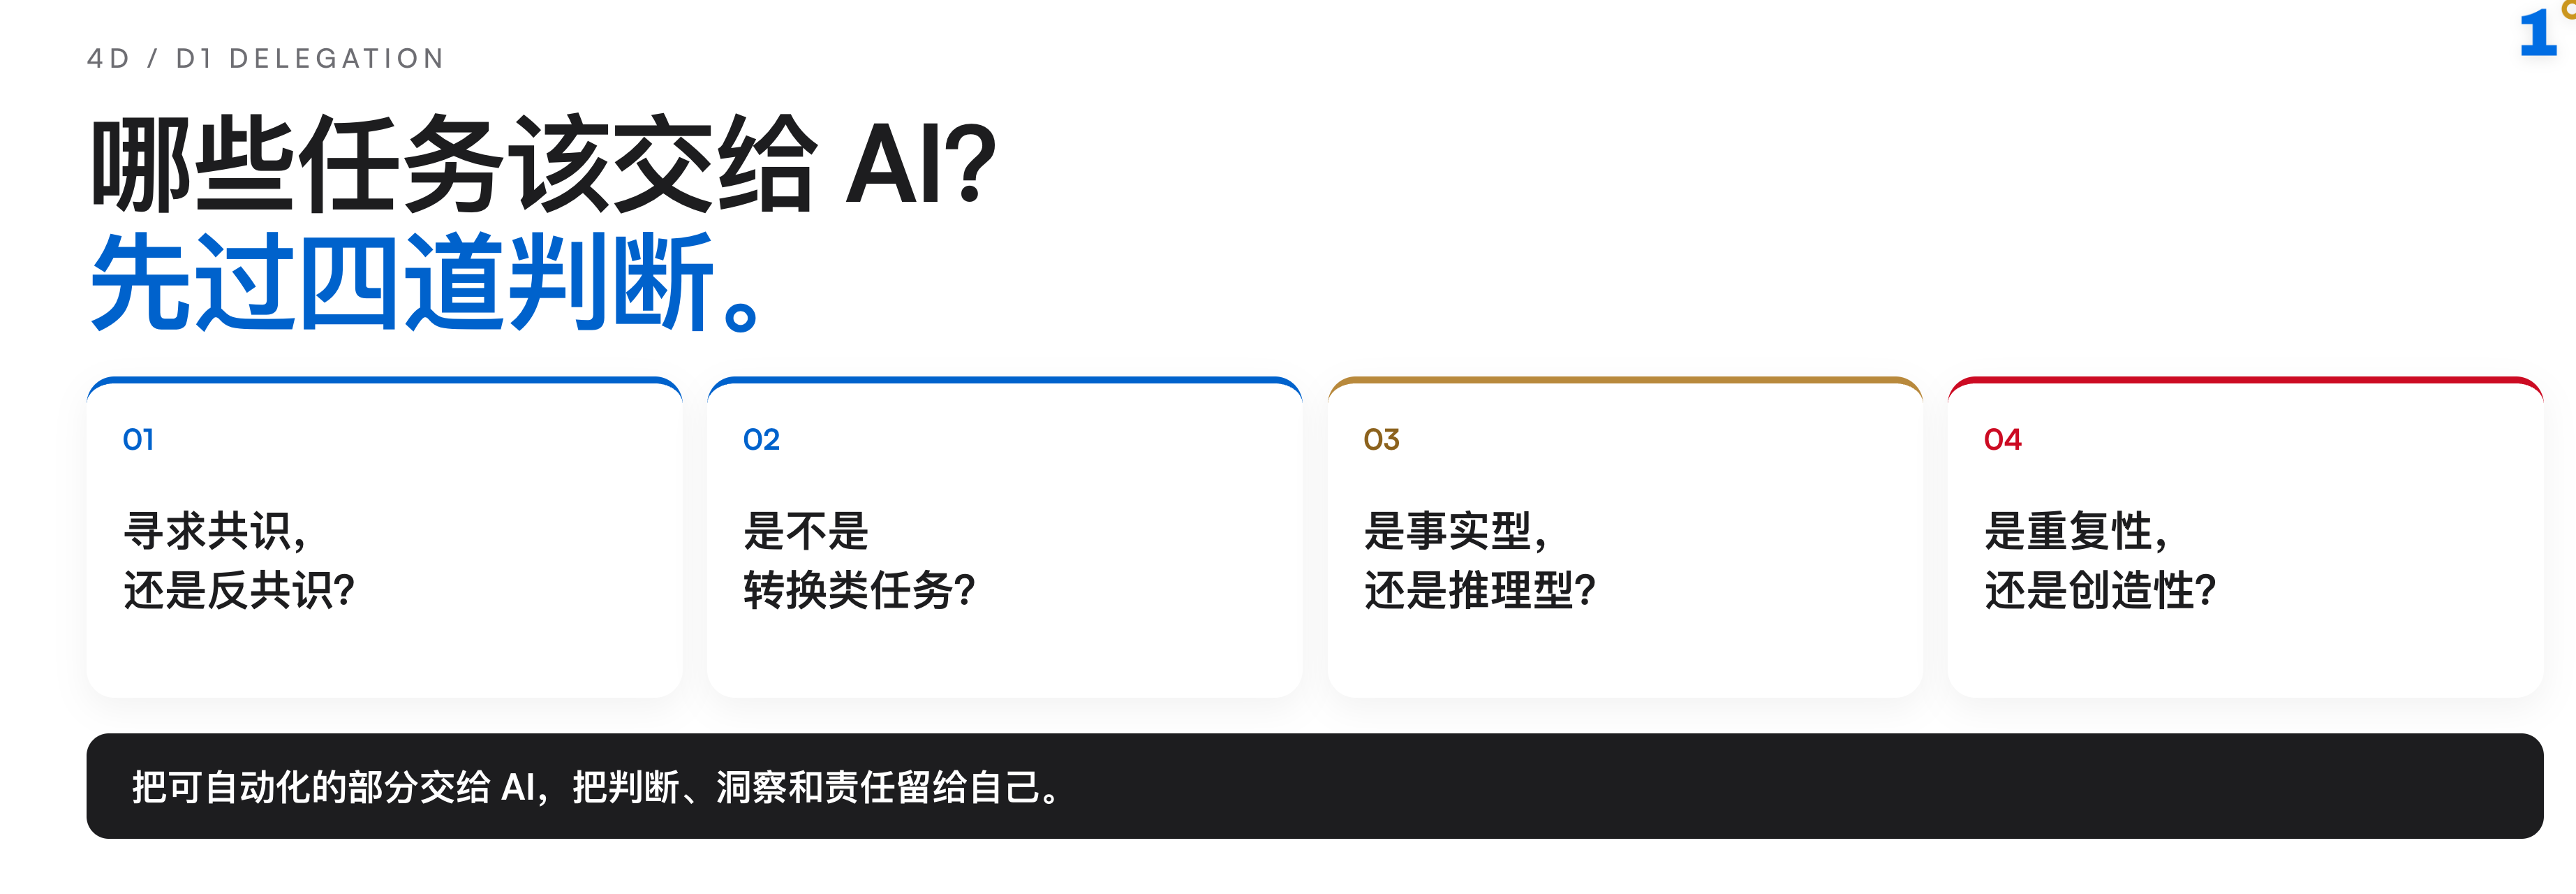 4D / D1 DELEGATION
1
哪些任务该交给 AI?
先过四道判断。
01
寻求共识，
还是反共识?
02
是不是
转换类任务?
03
是事实型，
还是推理型?
04
是重复性，
还是创造性?
把可自动化的部分交给 AI，把判断、洞察和责任留给自己。